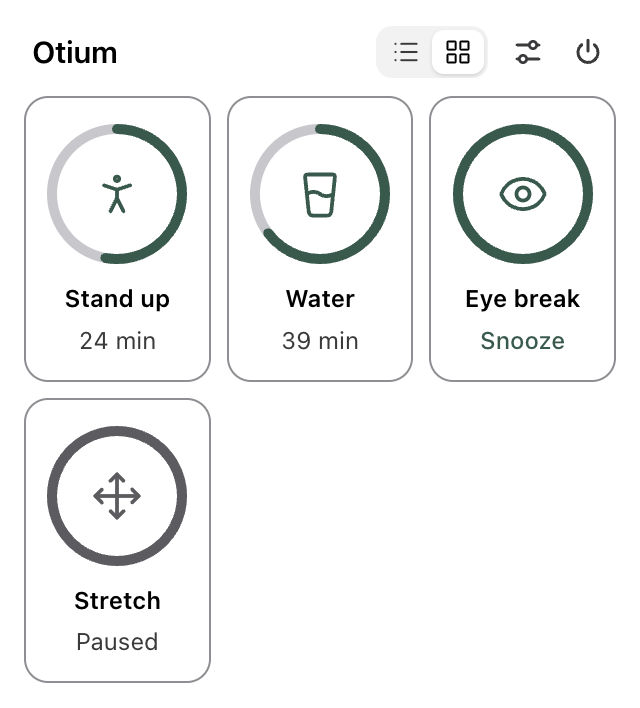 Otium
Stand up
24 min
Water
39 min
Eye break
Snooze
Stretch
Paused